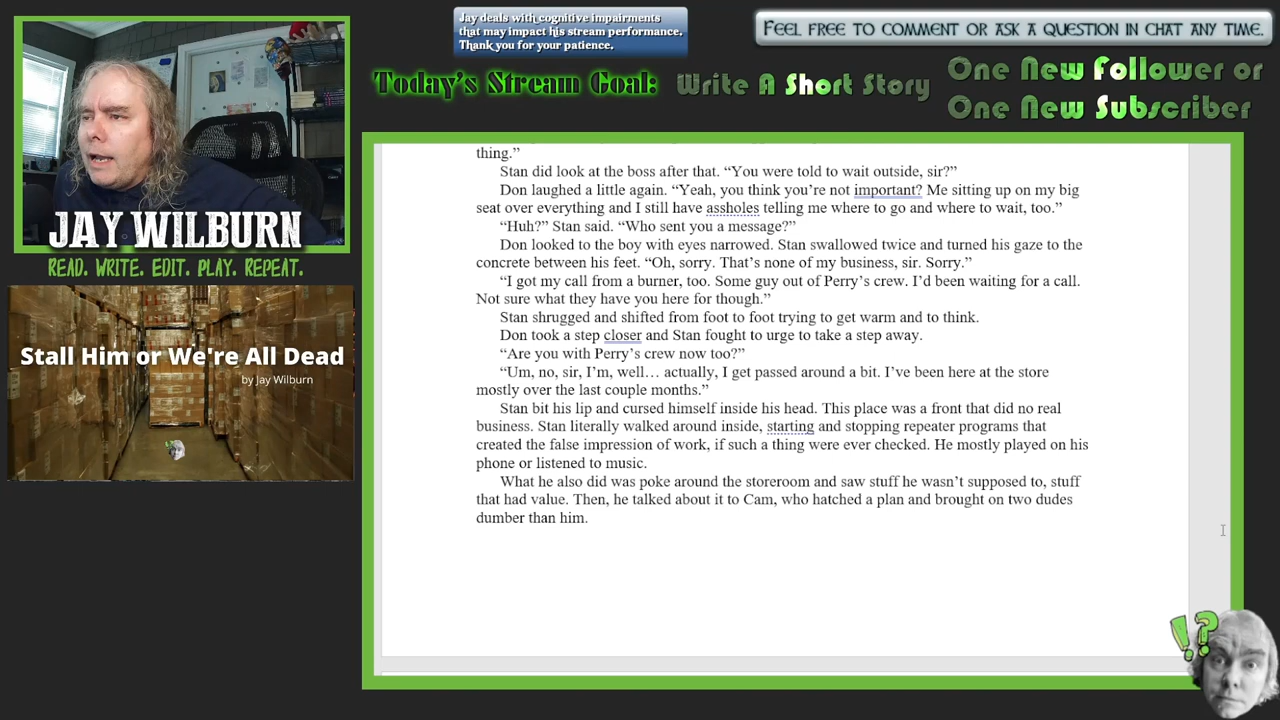 Jay deals with cognitive impairments
that may impact his stream performance.
Thank you for your patience.
Feel free to comment or ask a question in chat any time.
Today's Stream Goal:
Write A Short Story
One New Follower or
One New Subscriber
JAY WILBURN
READ. WRITE. EDIT. PLAY. REPEAT.
Stall Him or We're All Dead
by Jay Wilburn
thing.”
Stan did look at the boss after that. “You were told to wait outside, sir?”
Don laughed a little again. “Yeah, you think you’re not important? Me sitting up on my big
seat over everything and I still have assholes telling me where to go and where to wait, too.”
“Huh?” Stan said. “Who sent you a message?”
Don looked to the boy with eyes narrowed. Stan swallowed twice and turned his gaze to the
concrete between his feet. “Oh, sorry. That’s none of my business, sir. Sorry.”
“I got my call from a burner, too. Some guy out of Perry’s crew. I’d been waiting for a call.
Not sure what they have you here for though.”
Stan shrugged and shifted from foot to foot trying to get warm and to think.
Don took a step closer and Stan fought to urge to take a step away.
“Are you with Perry’s crew now too?”
“Um, no, sir, I’m, well… actually, I get passed around a bit. I’ve been here at the store
mostly over the last couple months.”
Stan bit his lip and cursed himself inside his head. This place was a front that did no real
business. Stan literally walked around inside, starting and stopping repeater programs that
created the false impression of work, if such a thing were ever checked. He mostly played on his
phone or listened to music.
What he also did was poke around the storeroom and saw stuff he wasn’t supposed to, stuff
that had value. Then, he talked about it to Cam, who hatched a plan and brought on two dudes
dumber than him.
!?